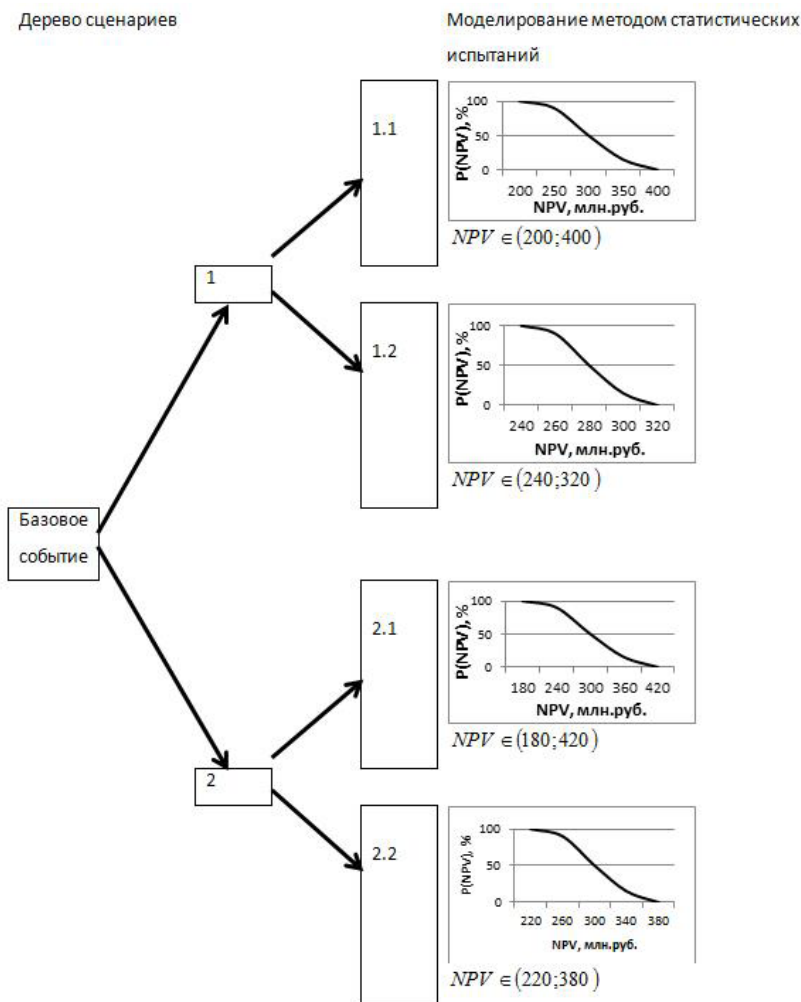 Дерево сценариев
Моделирование методом статистических
испытаний
1.1
P(NPV), %
100
50
0
200 250 300 350 400
NPV, млн.руб.
NPV ∈ (200;400)
1
1.2
P(NPV), %
100
50
0
240 260 280 300 320
NPV, млн.руб.
NPV ∈ (240;320)
Базовое
событие
2.1
P(NPV), %
100
50
0
180 240 300 360 420
NPV, млн.руб.
NPV ∈ (180;420)
2
2.2
P(NPV), %
100
50
0
220 260 300 340 380
NPV, млн.руб.
NPV ∈ (220;380)